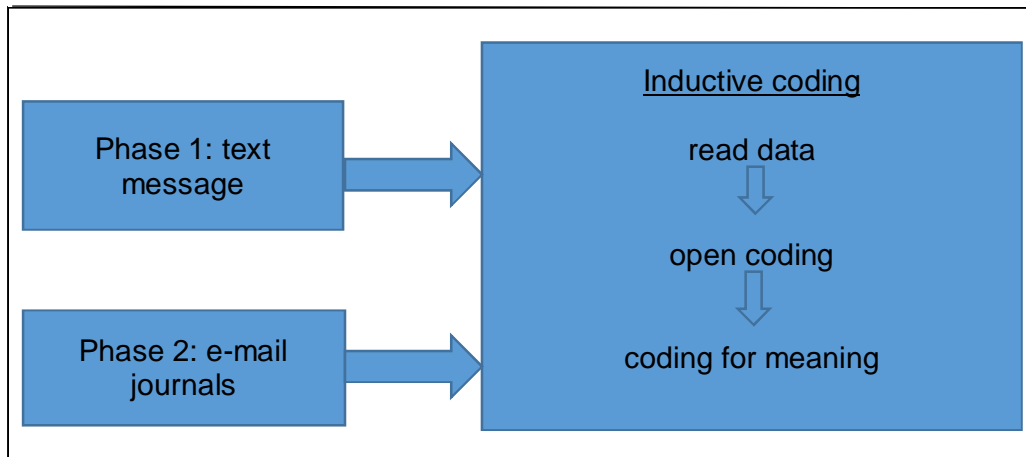 Phase 1: text
message
Phase 2: e-mail
journals
Inductive coding
read data
open coding
coding for meaning